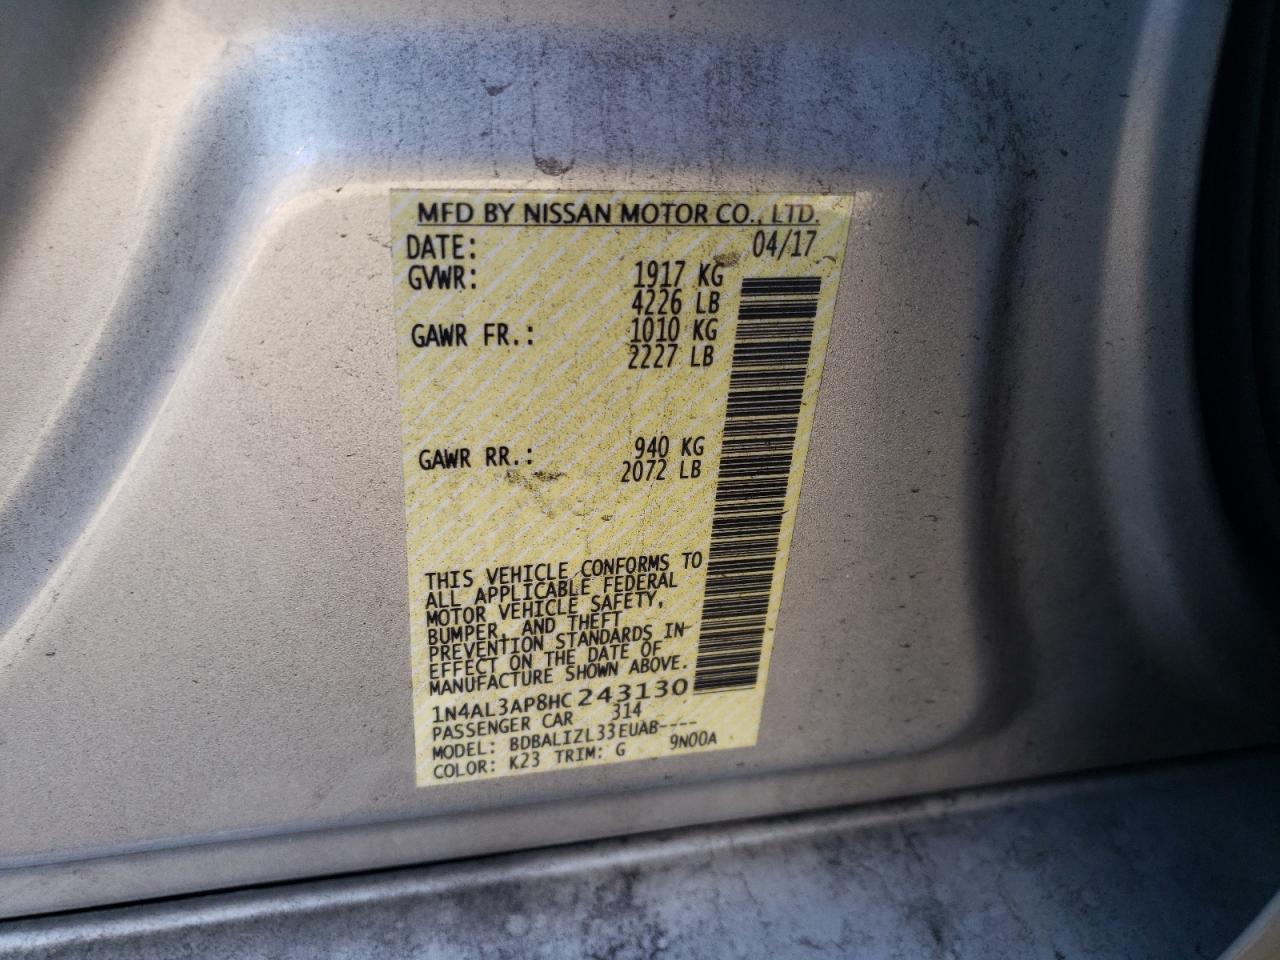 MFD BY NISSAN MOTOR CO., LTD.
DATE: 04/17
GVWR: 1917 KG
4226 LB
GAWR FR.: 1010 KG
2227 LB
GAWR RR.: 940 KG
2072 LB
THIS VEHICLE CONFORMS TO
ALL APPLICABLE FEDERAL
MOTOR VEHICLE SAFETY,
BUMPER, AND THEFT
PREVENTION STANDARDS IN
EFFECT ON THE DATE OF
MANUFACTURE SHOWN ABOVE.
1N4AL3AP8HC243130
PASSENGER CAR 314
MODEL: BDBALIZL33EUAB----
COLOR: K23 TRIM: G 9N00A